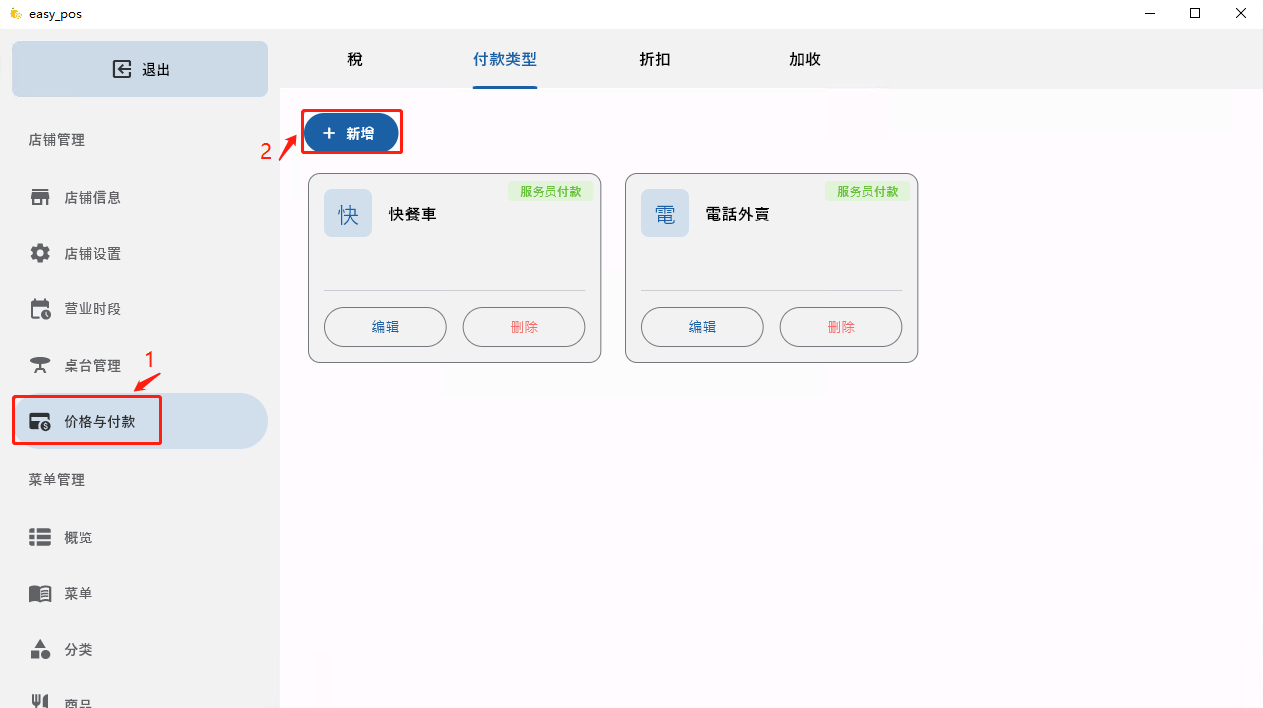 easy_pos
退出
店铺管理
店铺信息
店铺设置
营业时段
桌台管理
1
价格与付款
菜单管理
概览
菜单
分类
商品
稅
付款类型
折扣
加收
2
+ 新增
服务员付款
快
快餐車
编辑
删除
服务员付款
電
電話外賣
编辑
删除